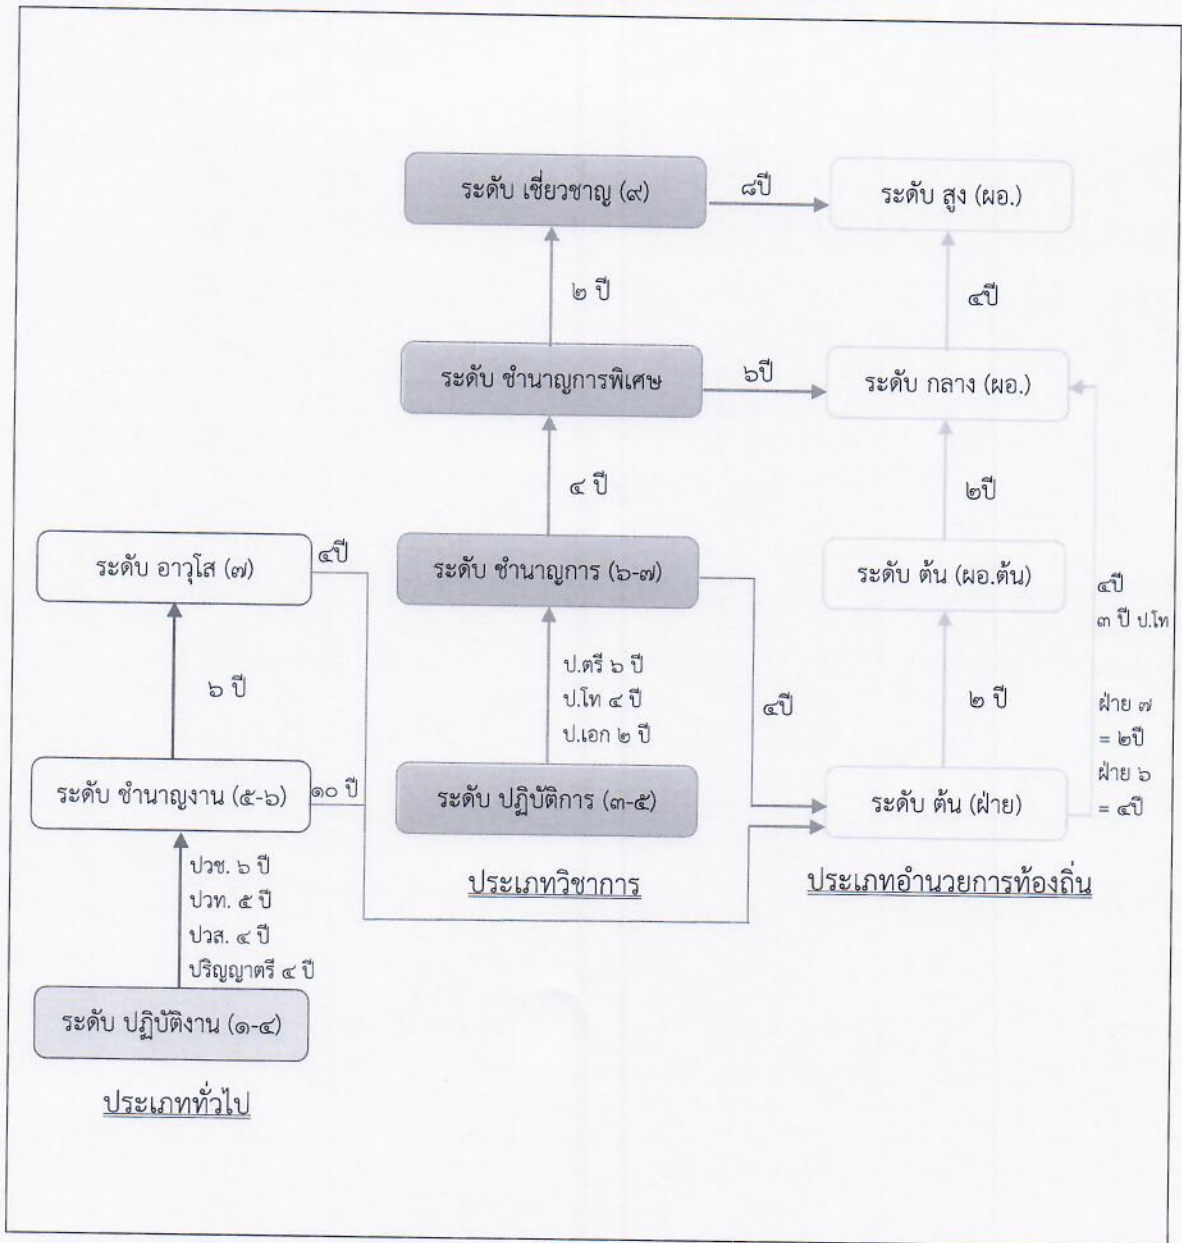 ระดับ เชี่ยวชาญ (๙)
๘ปี
ระดับ สูง (ผอ.)
๒ ปี
๔ปี
ระดับ ชำนาญการพิเศษ
๖ปี
ระดับ กลาง (ผอ.)
๔ ปี
๒ปี
ระดับ อาวุโส (๗)
๔ปี
ระดับ ชำนาญการ (๖-๗)
ระดับ ต้น (ผอ.ต้น)
๔ปี
๓ ปี ป.โท
๖ ปี
ป.ตรี ๖ ปี
ป.โท ๔ ปี
ป.เอก ๒ ปี
๔ปี
๒ ปี
ฝ่าย ๗
= ๒ปี
ฝ่าย ๖
= ๔ปี
ระดับ ชำนาญงาน (๕-๖)
๑๐ ปี
ระดับ ปฏิบัติการ (๓-๕)
ระดับ ต้น (ฝ่าย)
ประเภทวิชาการ
ประเภทอำนวยการท้องถิ่น
ปวช. ๖ ปี
ปวท. ๕ ปี
ปวส. ๔ ปี
ปริญญาตรี ๔ ปี
ระดับ ปฏิบัติงาน (๑-๔)
ประเภททั่วไป